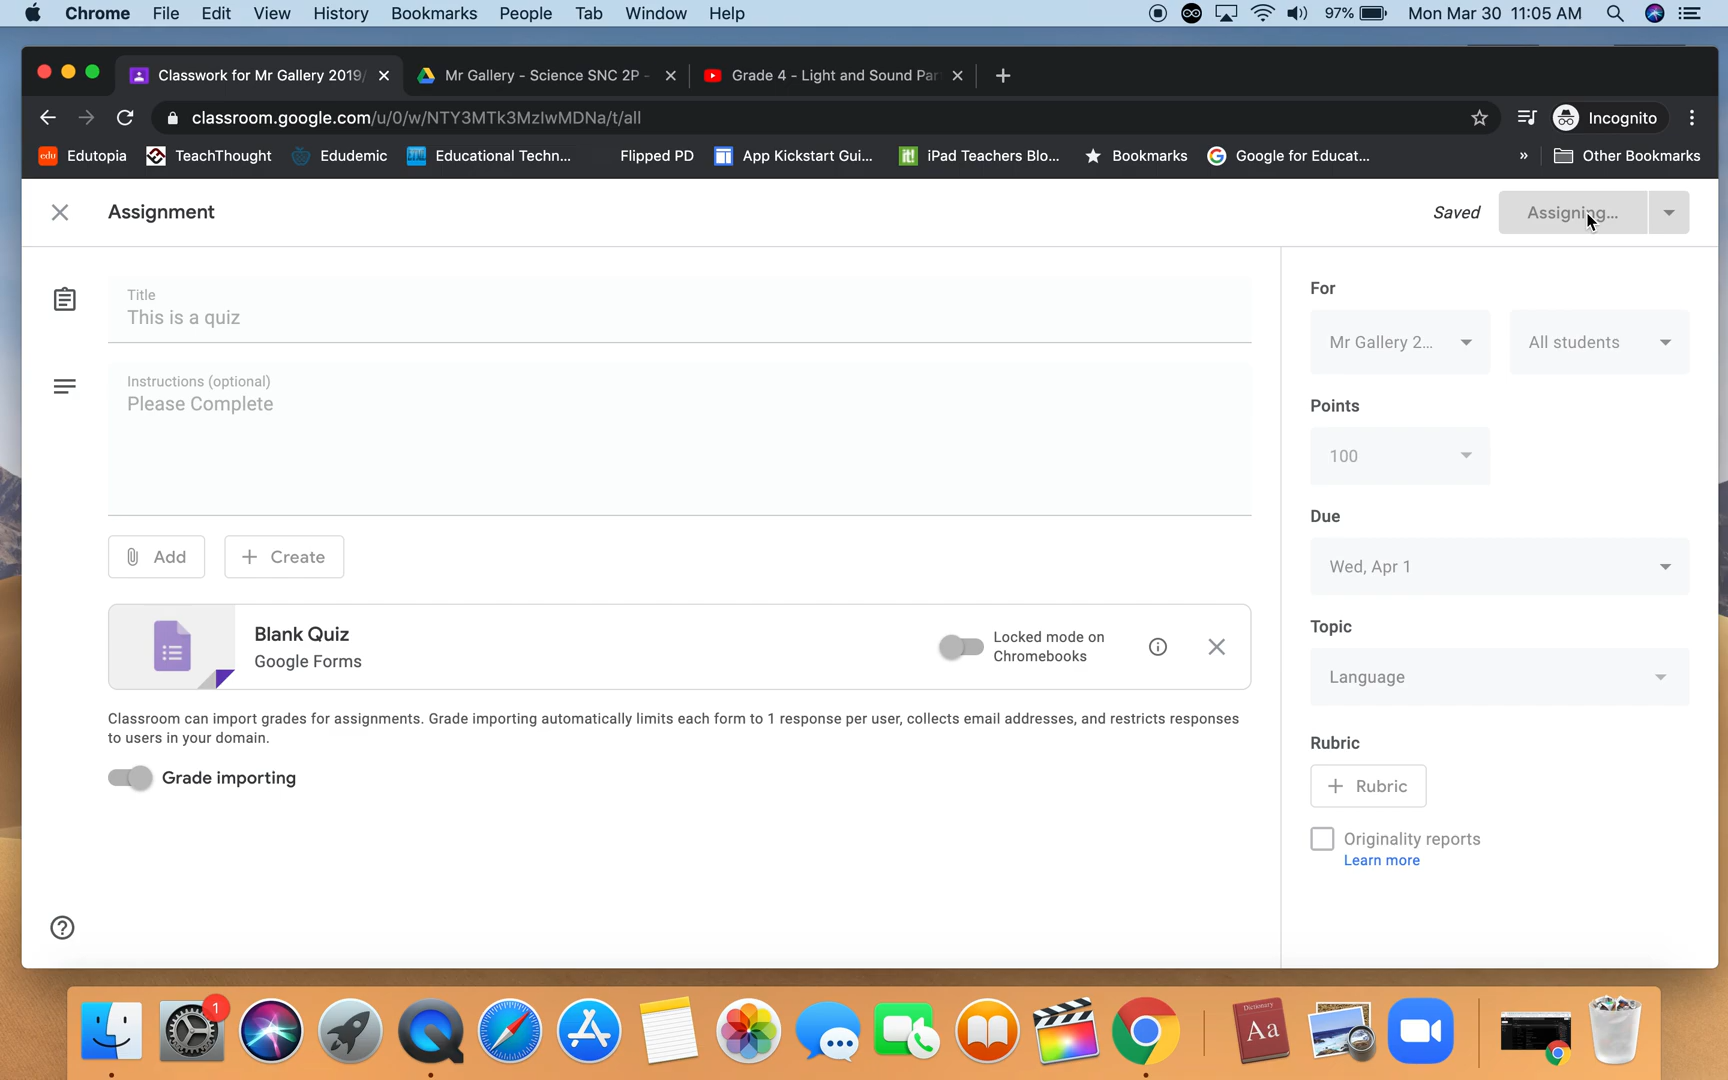 Chrome File Edit View History Bookmarks People Tab Window Help 97% Mon Mar 30 11:05 AM
Classwork for Mr Gallery 2019/ Mr Gallery - Science SNC 2P - Grade 4 - Light and Sound Par
classroom.google.com/u/0/w/NTY3MTk3MzIwMDNa/t/all Incognito
edu Edutopia TeachThought Edudemic Educational Techn... Flipped PD App Kickstart Gui... itt! iPad Teachers Blo... Bookmarks Google for Educat... » Other Bookmarks
Assignment Saved Assigning...
Title
This is a quiz
Instructions (optional)
Please Complete
Add Create
Blank Quiz
Google Forms
Locked mode on
Chromebooks
Classroom can import grades for assignments. Grade importing automatically limits each form to 1 response per user, collects email addresses, and restricts responses
to users in your domain.
Grade importing
For
Mr Gallery 2... All students
Points
100
Due
Wed, Apr 1
Topic
Language
Rubric
Rubric
Originality reports
Learn more
1
Dictionary
Aa